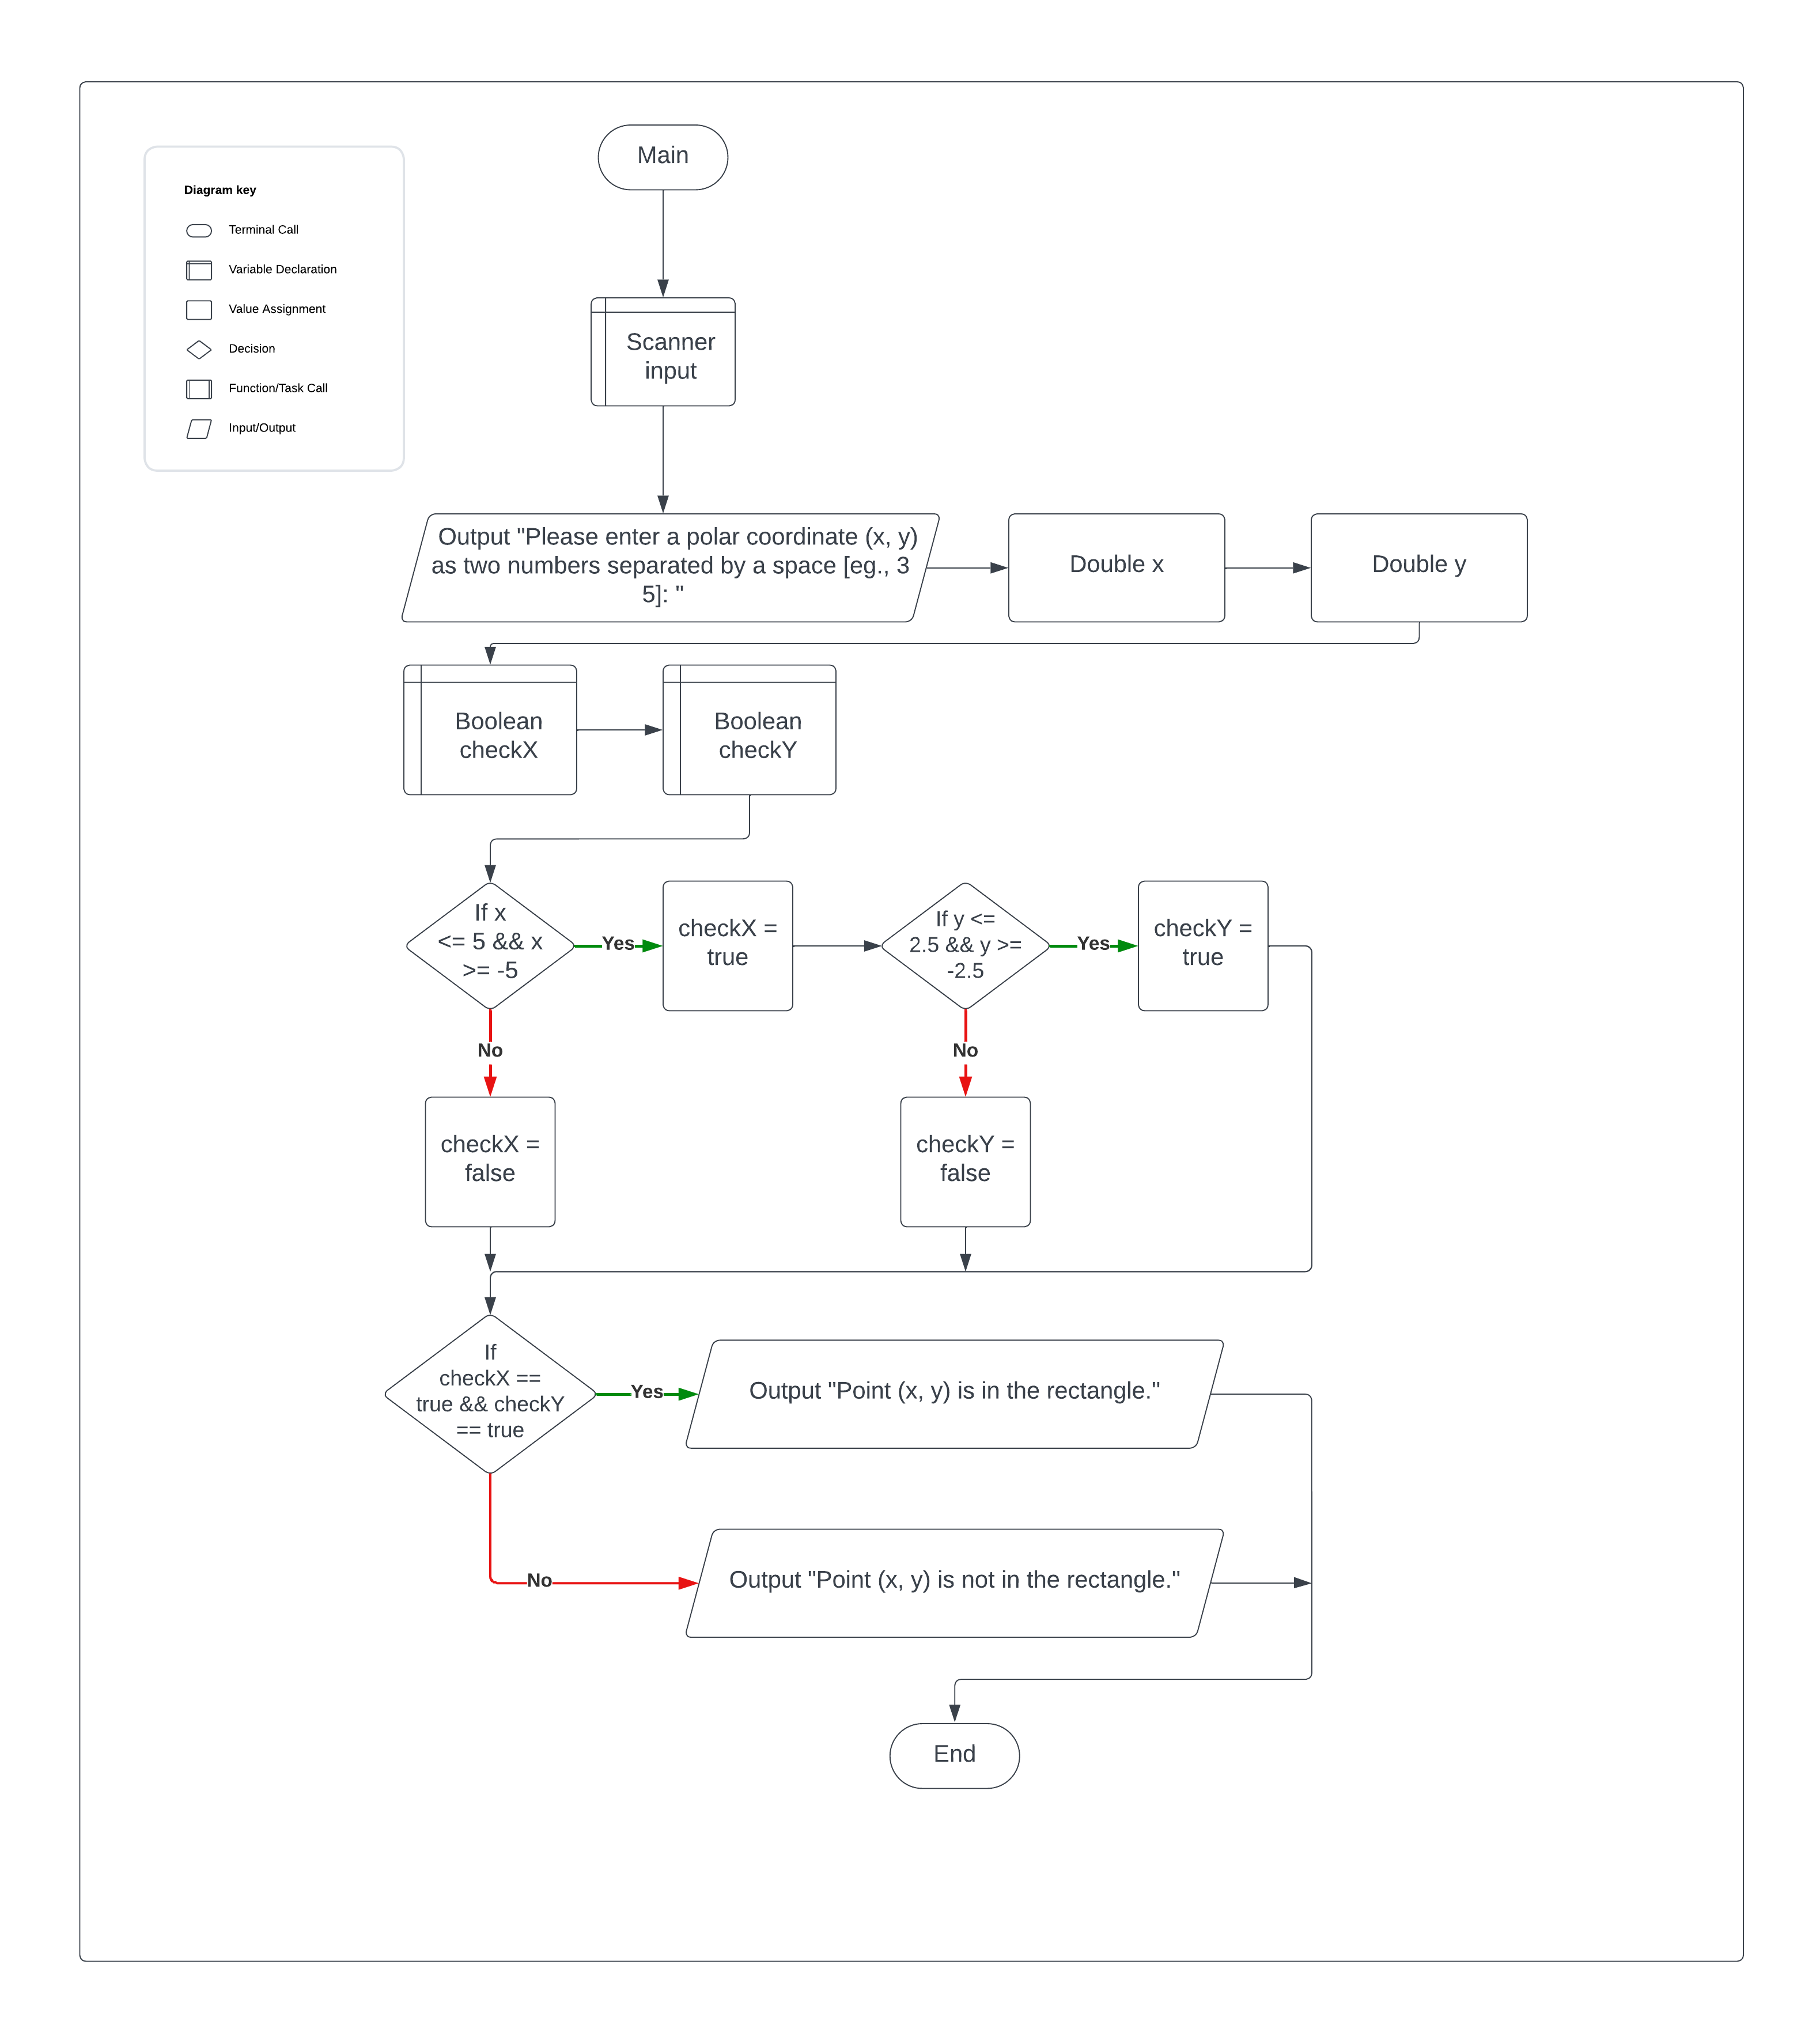 Main
Diagram key
Terminal Call
Variable Declaration
Value Assignment
Decision
Function/Task Call
Input/Output
Scanner
input
Output "Please enter a polar coordinate (x, y)
as two numbers separated by a space [eg., 3
5]: "
Double x
Double y
Boolean
checkX
Boolean
checkY
If x
<= 5 && x
>= -5
Yes
checkX =
true
If y <=
2.5 && y >=
-2.5
Yes
checkY =
true
No
No
checkX =
false
checkY =
false
If
checkX ==
true && checkY
== true
Yes
Output "Point (x, y) is in the rectangle."
No
Output "Point (x, y) is not in the rectangle."
End